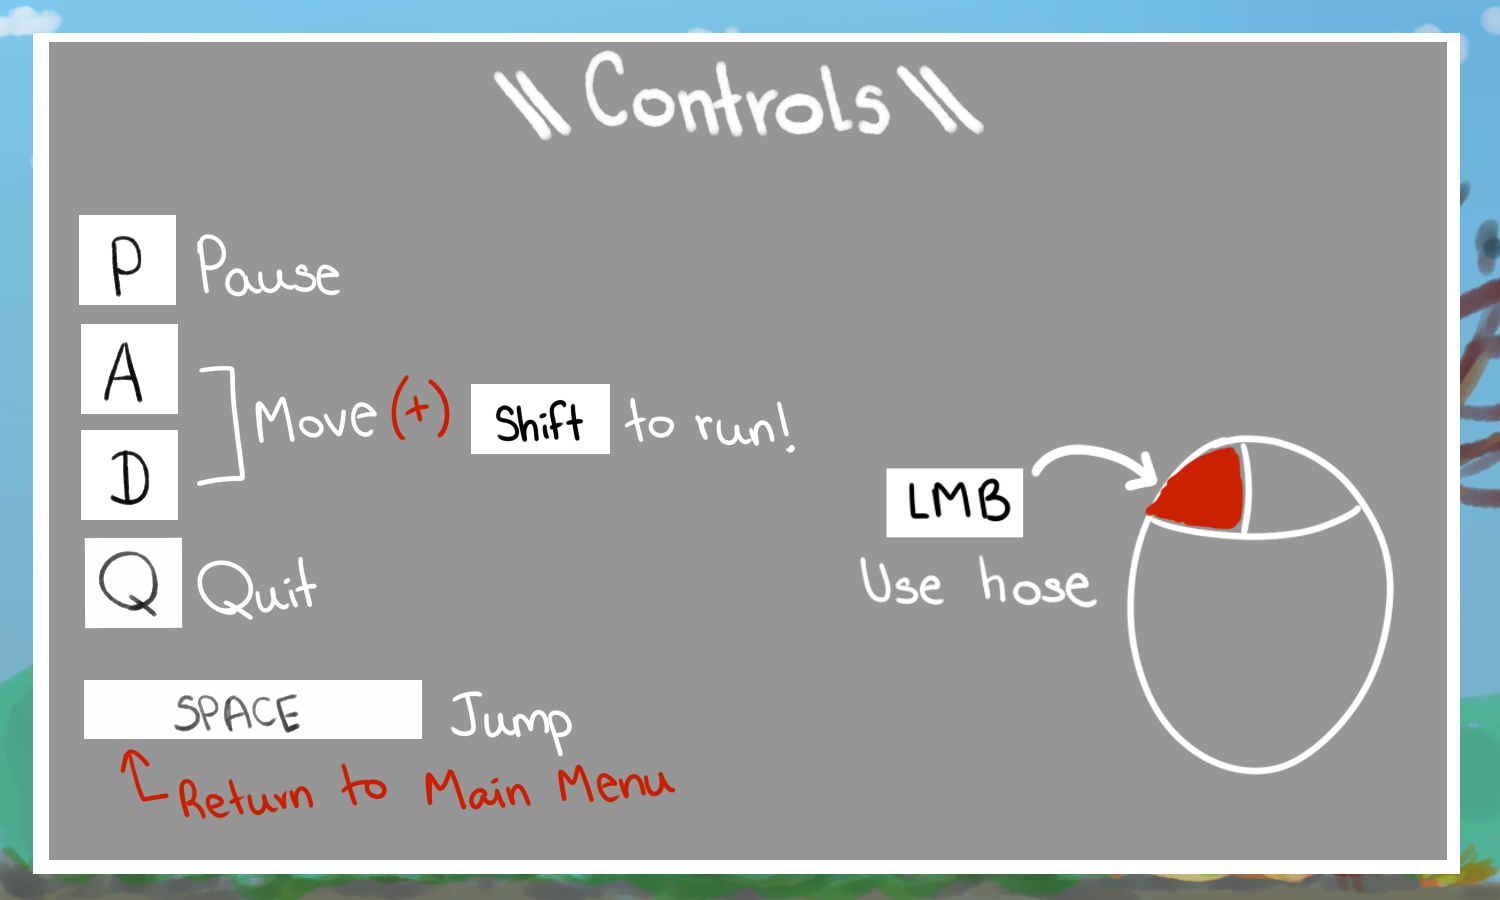 \\ Controls \\
P Pause
A
D
Move (+) Shift to run!
LMB
Use hose
Q Quit
SPACE Jump
Return to Main Menu